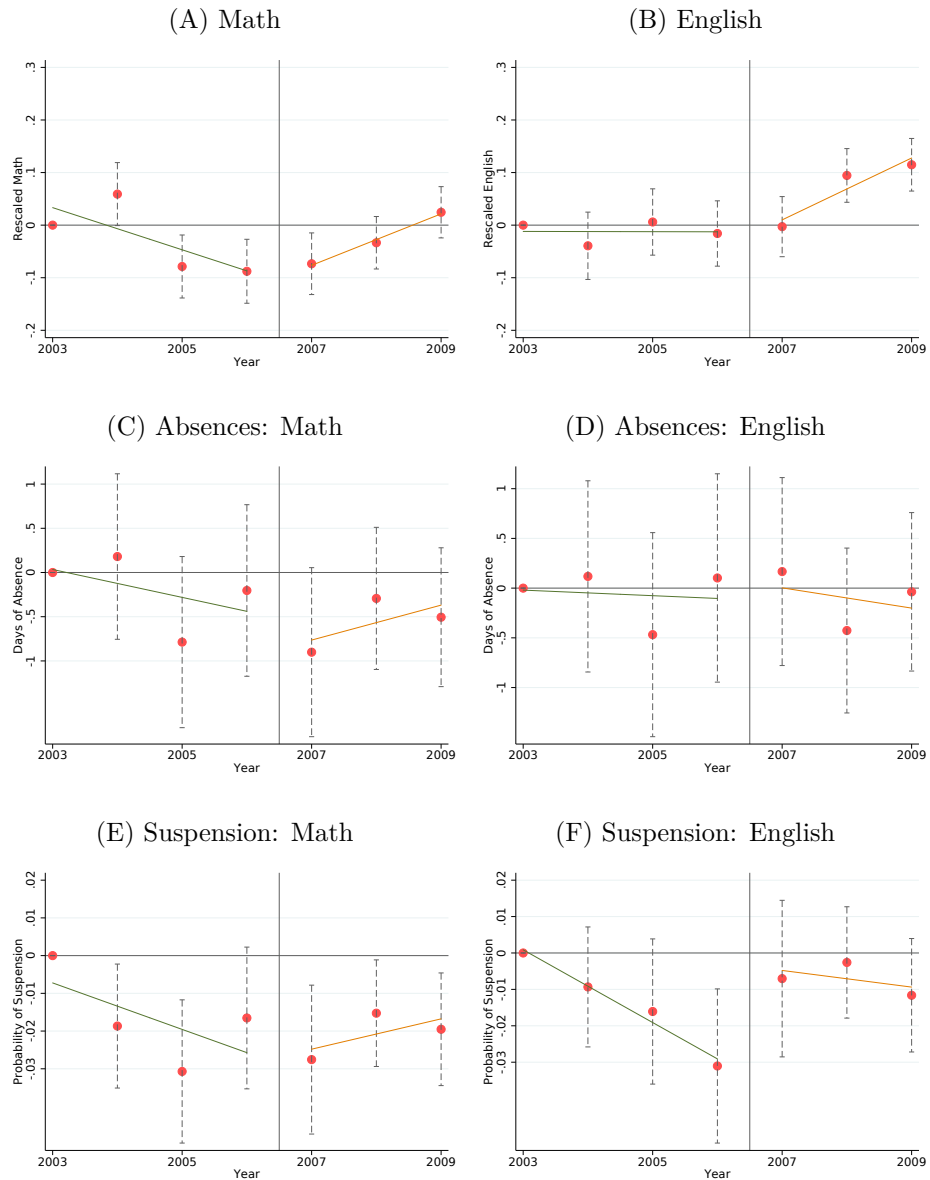 (A) Math
(B) English
Rescaled Math
.3
.2
.1
0
-.1
-.2
2003 2005 2007 2009
Year
Rescaled English
.3
.2
.1
0
-.1
-.2
2003 2005 2007 2009
Year
(C) Absences: Math
(D) Absences: English
Days of Absence
1
.5
0
-.5
-1
2003 2005 2007 2009
Year
Days of Absence
1
.5
0
-.5
-1
2003 2005 2007 2009
Year
(E) Suspension: Math
(F) Suspension: English
Probability of Suspension
.02
.01
0
-.01
-.02
-.03
2003 2005 2007 2009
Year
Probability of Suspension
.02
.01
0
-.01
-.02
-.03
2003 2005 2007 2009
Year